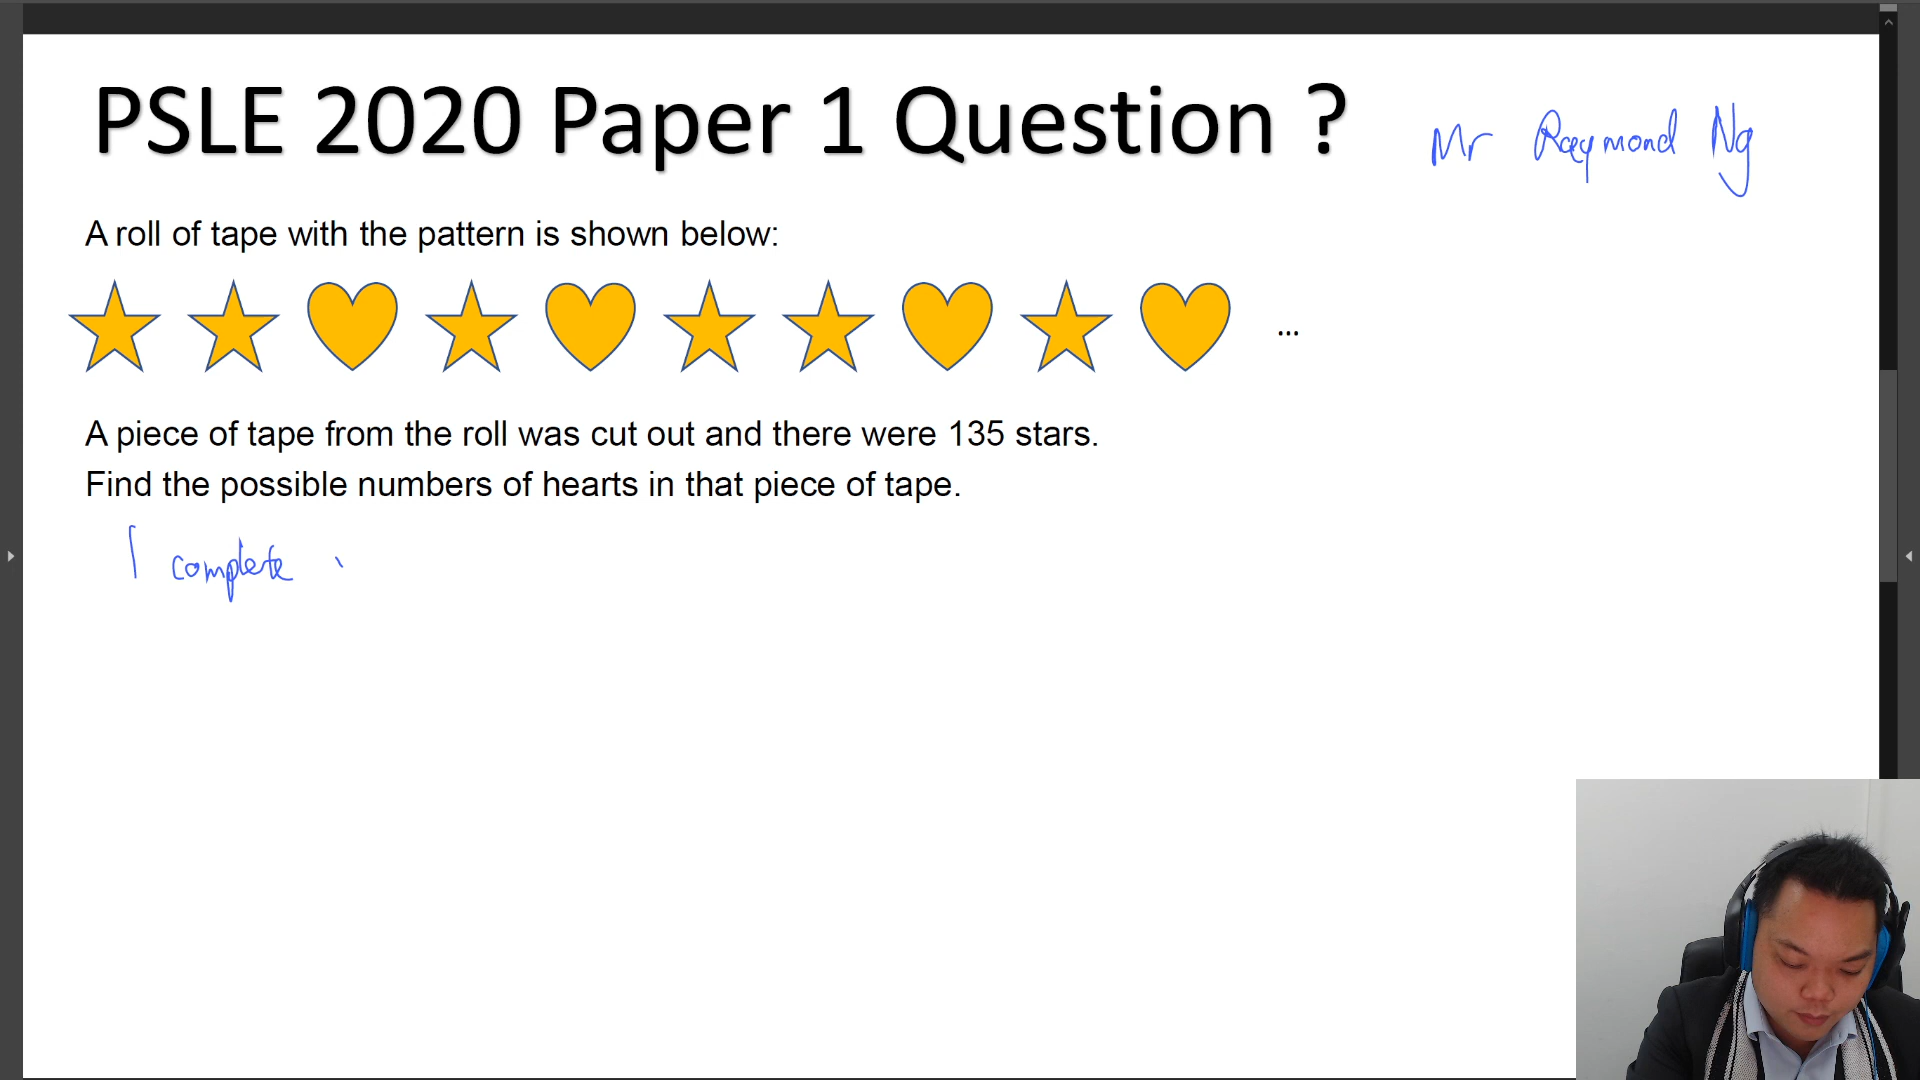 PSLE 2020 Paper 1 Question ?
Mr Raymond Ng
A roll of tape with the pattern is shown below:
...
A piece of tape from the roll was cut out and there were 135 stars.
Find the possible numbers of hearts in that piece of tape.
1 complete